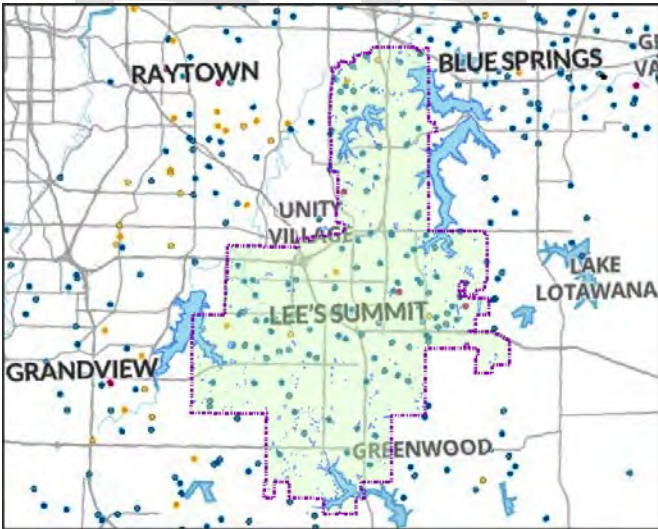 RAYTOWN
BLUE SPRINGS
UNITY
VILLAGE
LAKE
LOTAWANA
LEE'S SUMMIT
GRANDVIEW
GREENWOOD